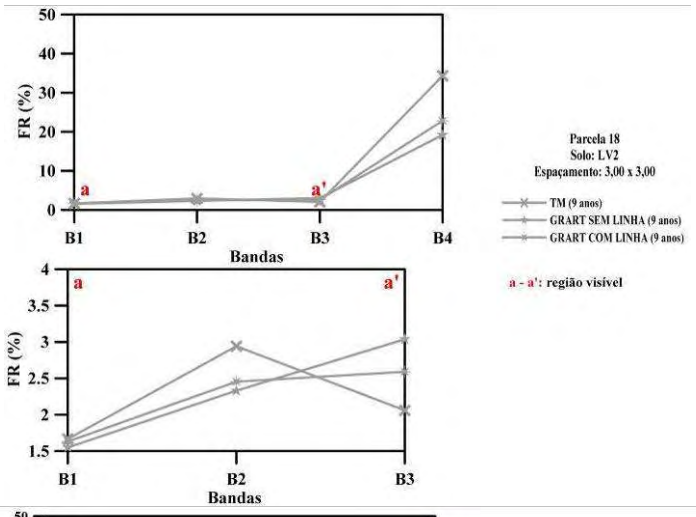 50
40
30
20
10
0
FR (%)
a
a'
B1 B2 B3 B4
Bandas
Parcela 18
Solo: LV2
Espaçamento: 3,00 x 3,00
TM (9 anos)
GRART SEM LINHA (9 anos)
GRART COM LINHA (9 anos)
a - a': região visível
4
3.5
3
2.5
2
1.5
FR (%)
a
a'
B1 B2 B3
Bandas
50